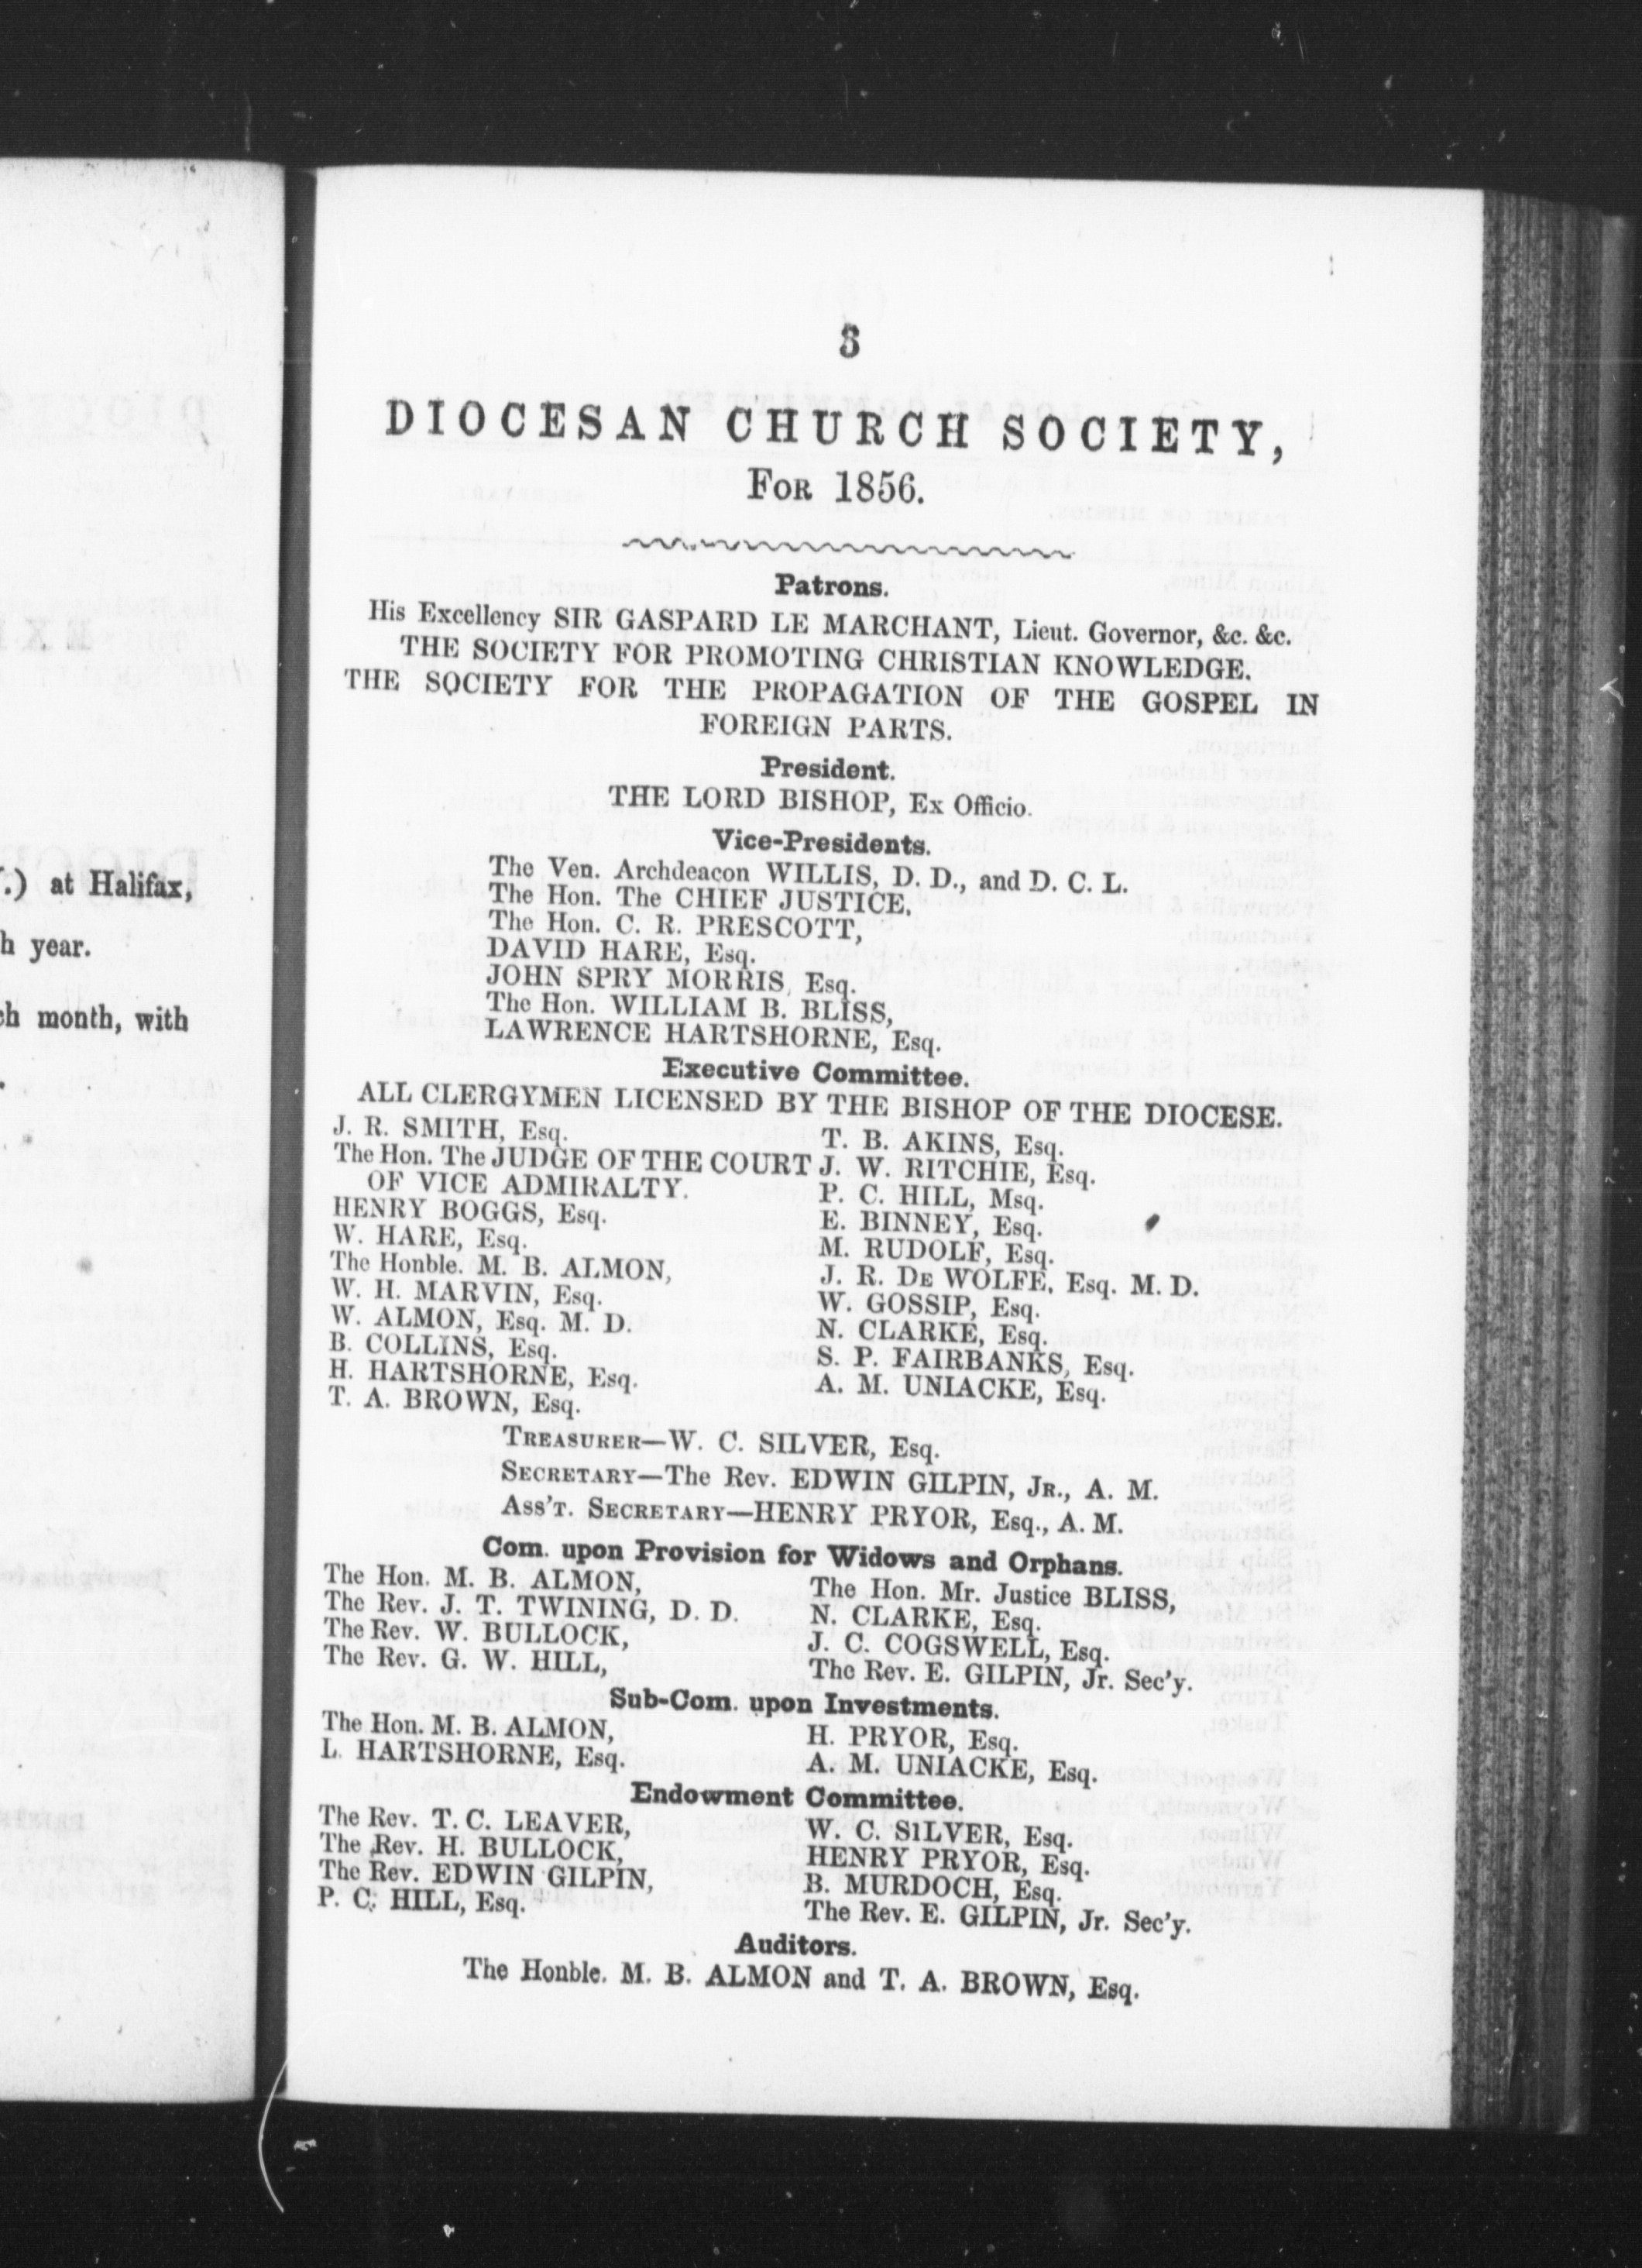 .) at Halifax,
h year.
ch month, with
3
DIOCESAN CHURCH SOCIETY,
For 1856.
Patrons.
His Excellency SIR GASPARD LE MARCHANT, Lieut. Governor, &c. &c.
THE SOCIETY FOR PROMOTING CHRISTIAN KNOWLEDGE.
THE SOCIETY FOR THE PROPAGATION OF THE GOSPEL IN
FOREIGN PARTS.
President.
THE LORD BISHOP, Ex Officio.
Vice-Presidents.
The Ven. Archdeacon WILLIS, D. D., and D. C. L.
The Hon. The CHIEF JUSTICE,
The Hon. C. R. PRESCOTT,
DAVID HARE, Esq.
JOHN SPRY MORRIS, Esq.
The Hon. WILLIAM B. BLISS,
LAWRENCE HARTSHORNE, Esq.
Executive Committee.
ALL CLERGYMEN LICENSED BY THE BISHOP OF THE DIOCESE.
J. R. SMITH, Esq.
The Hon. The JUDGE OF THE COURT
OF VICE ADMIRALTY.
HENRY BOGGS, Esq.
W. HARE, Esq.
The Honble. M. B. ALMON,
W. H. MARVIN, Esq.
W. ALMON, Esq. M. D.
B. COLLINS, Esq.
H. HARTSHORNE, Esq.
T. A. BROWN, Esq.
T. B. AKINS, Esq.
J. W. RITCHIE, Esq.
P. C. HILL, Msq.
E. BINNEY, Esq.
M. RUDOLF, Esq.
J. R. De WOLFE, Esq. M. D.
W. GOSSIP, Esq.
N. CLARKE, Esq.
S. P. FAIRBANKS, Esq.
A. M. UNIACKE, Esq.
Treasurer—W. C. SILVER, Esq.
Secretary—The Rev. EDWIN GILPIN, Jr., A. M.
Ass't. Secretary—HENRY PRYOR, Esq., A. M.
Com. upon Provision for Widows and Orphans.
The Hon. M. B. ALMON,
The Rev. J. T. TWINING, D. D.
The Rev. W. BULLOCK,
The Rev. G. W. HILL,
The Hon. Mr. Justice BLISS,
N. CLARKE, Esq.
J. C. COGSWELL, Esq.
The Rev. E. GILPIN, Jr. Sec'y.
Sub-Com. upon Investments.
The Hon. M. B. ALMON,
L. HARTSHORNE, Esq.
H. PRYOR, Esq.
A. M. UNIACKE, Esq.
Endowment Committee.
The Rev. T. C. LEAVER,
The Rev. H. BULLOCK,
The Rev. EDWIN GILPIN,
P. C. HILL, Esq.
W. C. SILVER, Esq.
HENRY PRYOR, Esq.
B. MURDOCH, Esq.
The Rev. E. GILPIN, Jr. Sec'y.
Auditors.
The Honble. M. B. ALMON and T. A. BROWN, Esq.